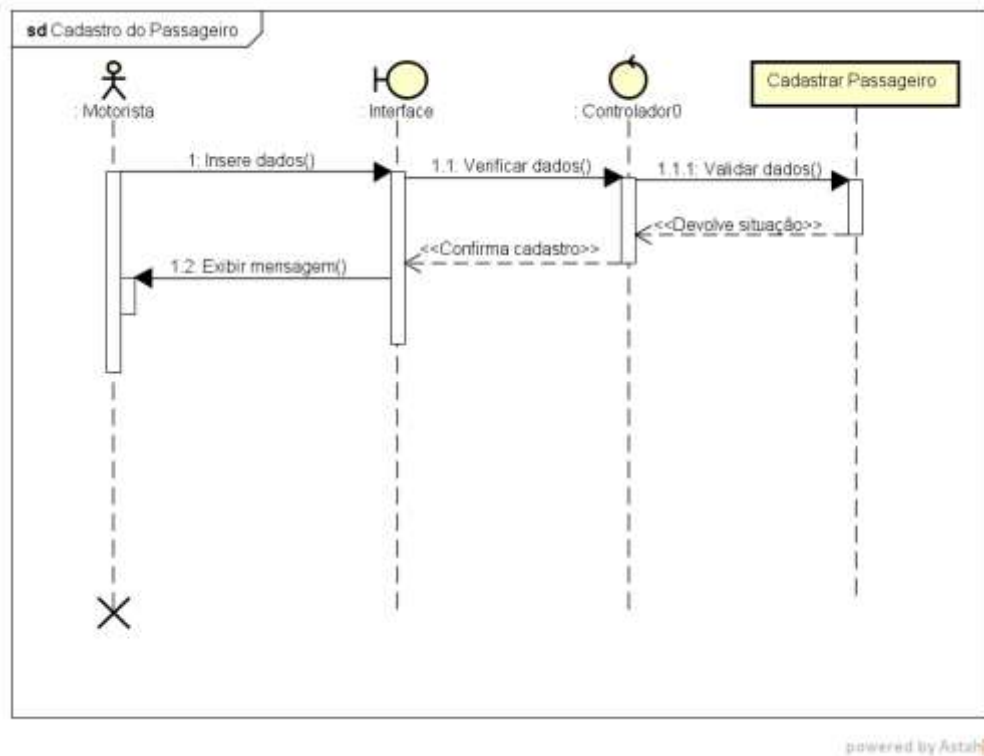 sd Cadastro do Passageiro
: Motorista
: Interface
: Controlador0
Cadastrar Passageiro
1: Insere dados()
1.1: Verificar dados()
1.1.1: Validar dados()
<<Devolve situação>>
<<Confirma cadastro>>
1.2: Exibir mensagem()
powered by Astah